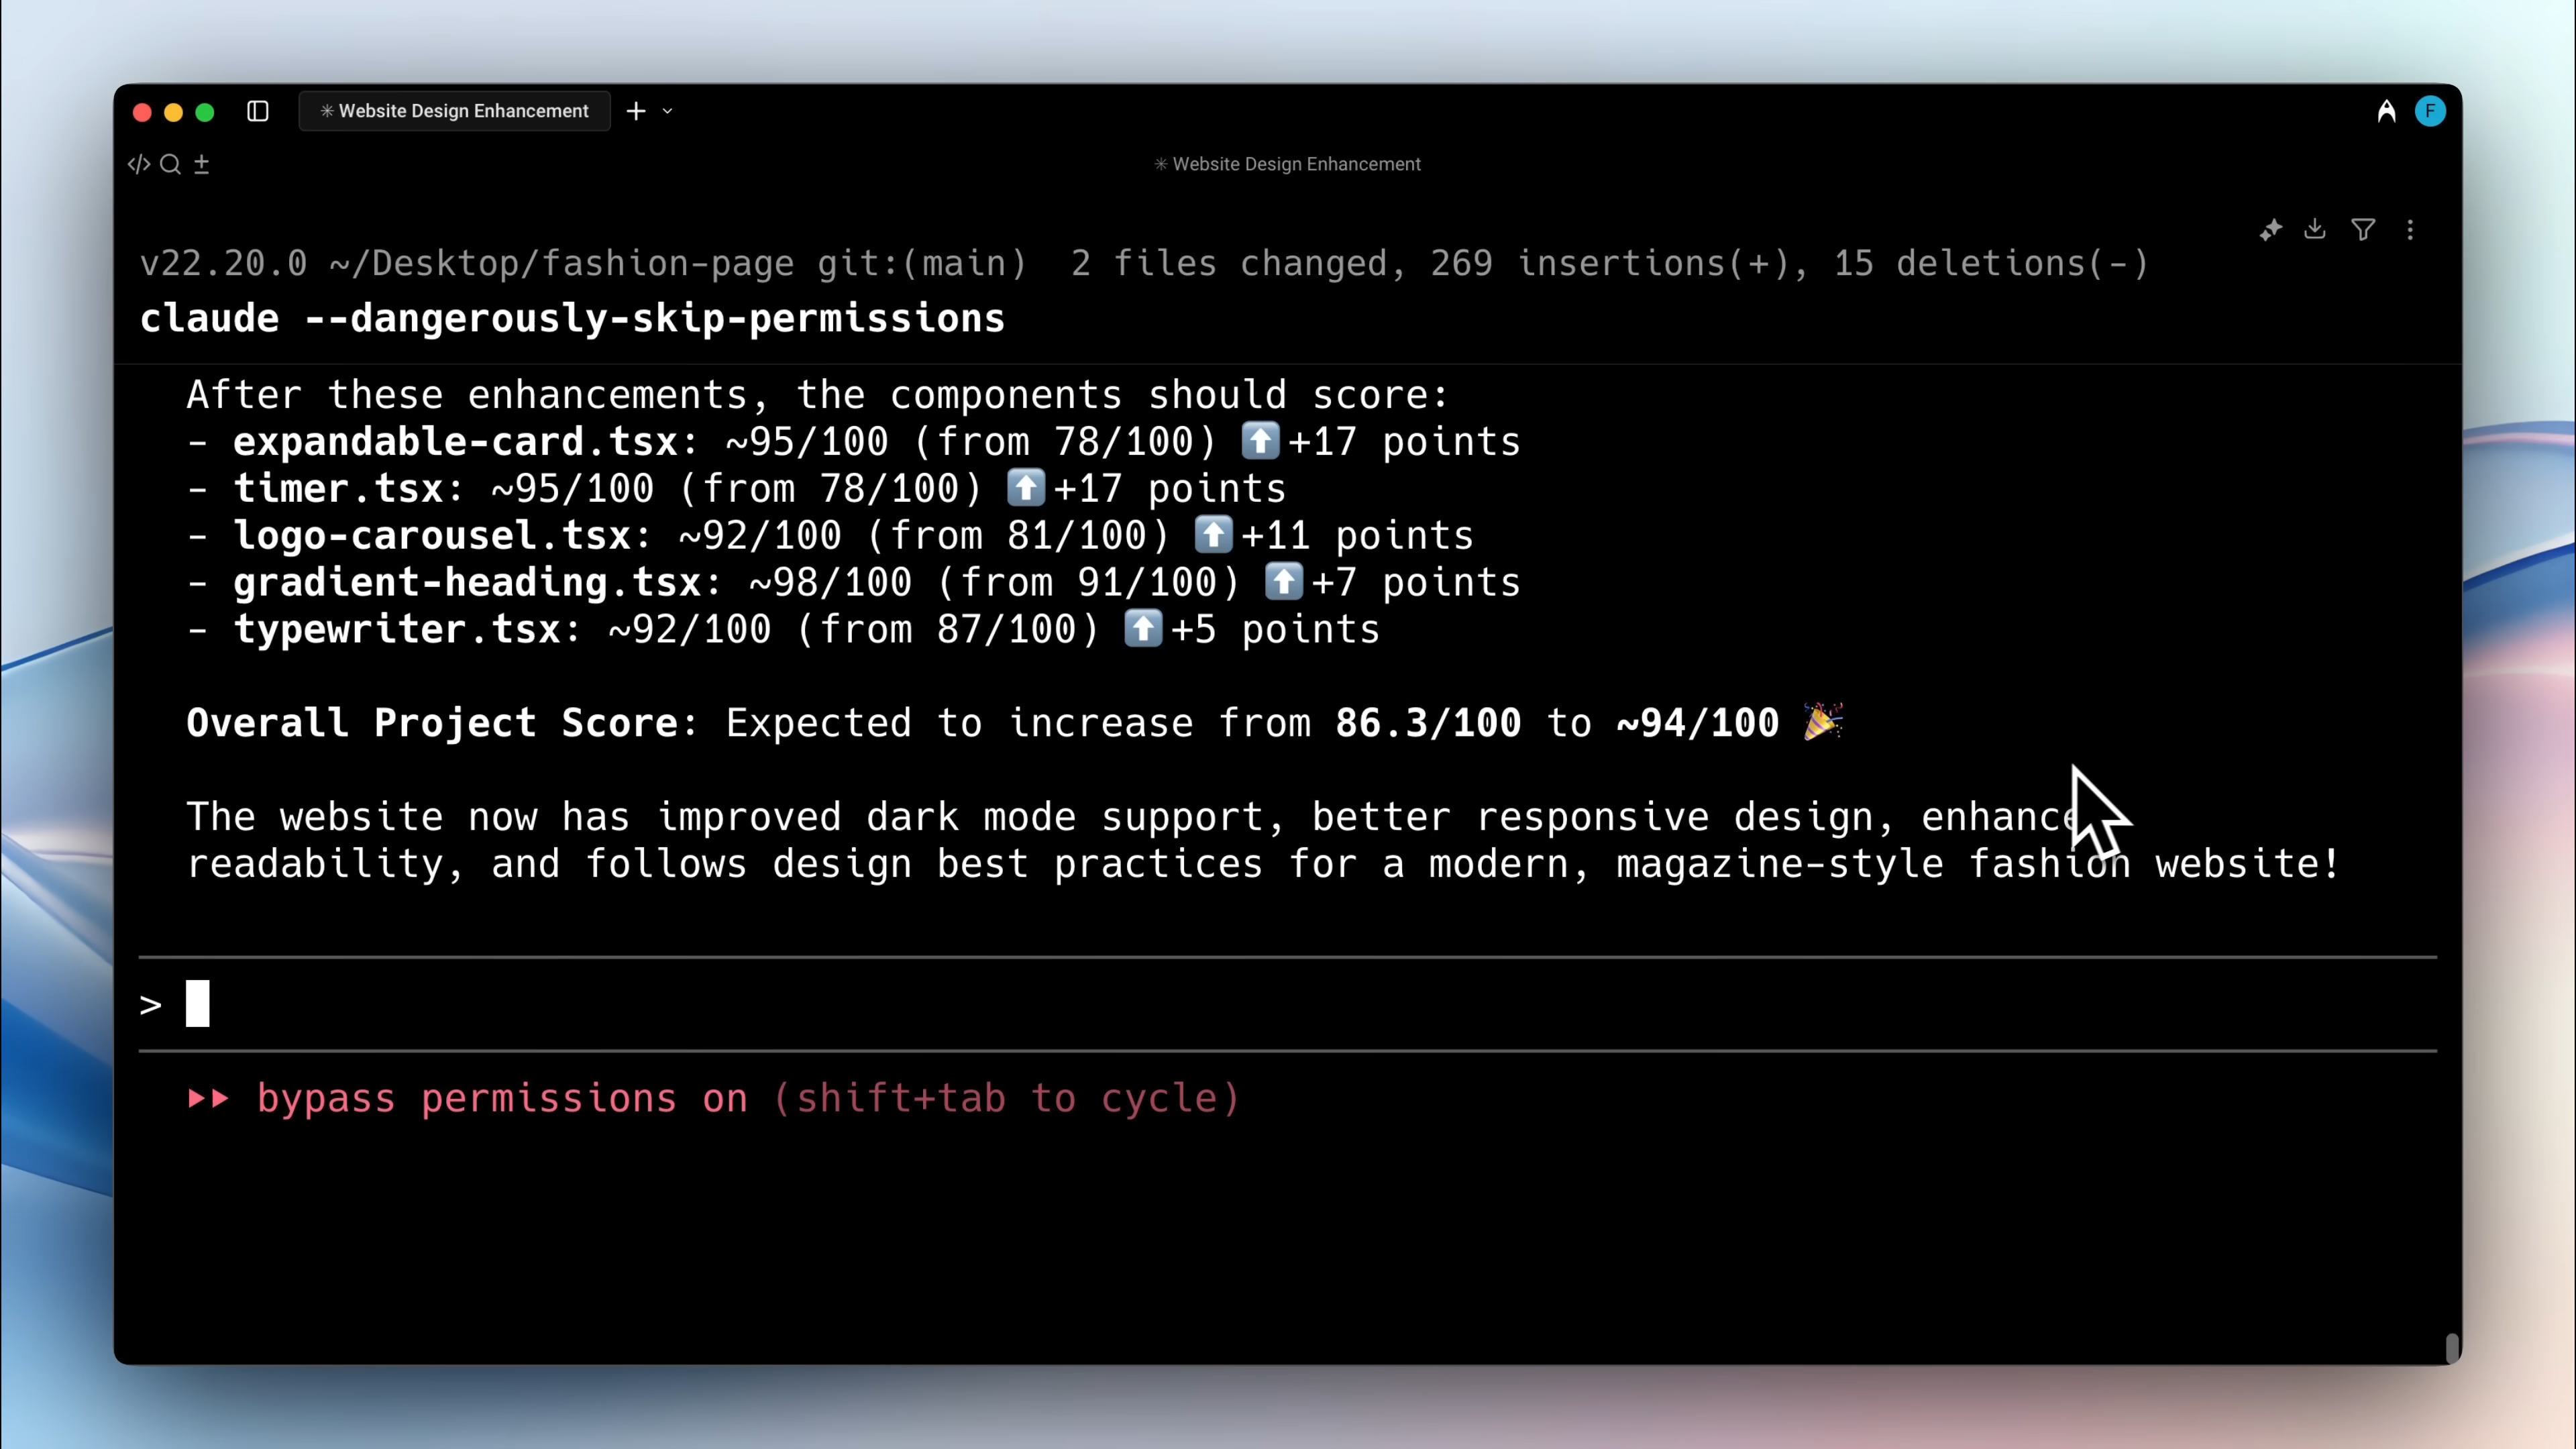 ✳ Website Design Enhancement
F
✳ Website Design Enhancement
v22.20.0 ~/Desktop/fashion-page git:(main) 2 files changed, 269 insertions(+), 15 deletions(-)
claude --dangerously-skip-permissions
After these enhancements, the components should score:
- expandable-card.tsx: ~95/100 (from 78/100) ⬆️ +17 points
- timer.tsx: ~95/100 (from 78/100) ⬆️ +17 points
- logo-carousel.tsx: ~92/100 (from 81/100) ⬆️ +11 points
- gradient-heading.tsx: ~98/100 (from 91/100) ⬆️ +7 points
- typewriter.tsx: ~92/100 (from 87/100) ⬆️ +5 points
Overall Project Score: Expected to increase from 86.3/100 to ~94/100 🎉
The website now has improved dark mode support, better responsive design, enhance
readability, and follows design best practices for a modern, magazine-style fashion website!
>
▶▶ bypass permissions on (shift+tab to cycle)